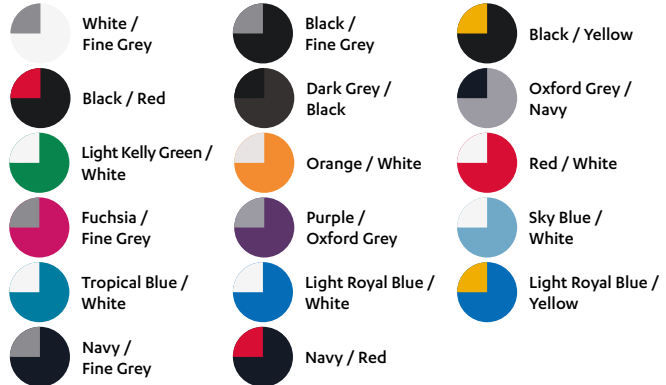 White /
Fine Grey
Black /
Fine Grey
Black / Yellow
Black / Red
Dark Grey /
Black
Oxford Grey /
Navy
Light Kelly Green /
White
Orange / White
Red / White
Fuchsia /
Fine Grey
Purple /
Oxford Grey
Sky Blue /
White
Tropical Blue /
White
Light Royal Blue /
White
Light Royal Blue /
Yellow
Navy /
Fine Grey
Navy / Red